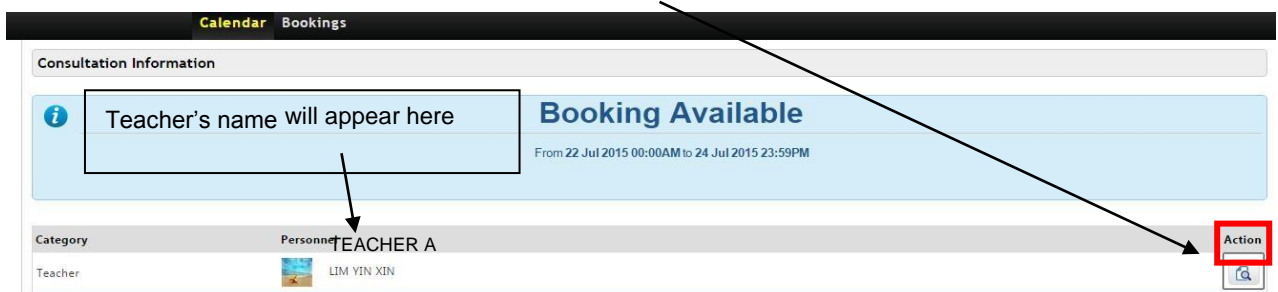 Calendar Bookings
Consultation Information
Teacher's name will appear here
Booking Available
From 22 Jul 2015 00:00AM to 24 Jul 2015 23:59PM
Category Personnel Action
TEACHER A
Teacher LIM YIN XIN